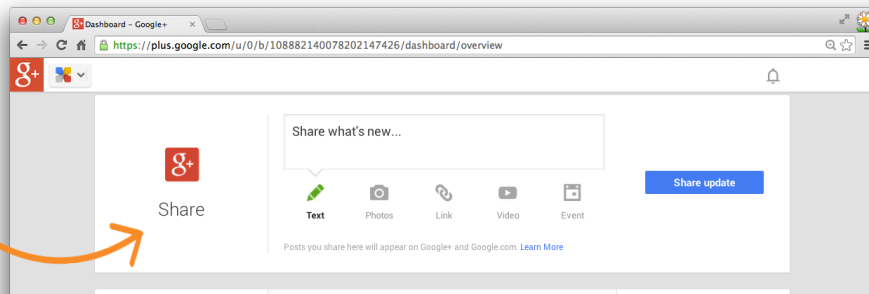 Dashboard - Google+
https://plus.google.com/u/0/b/108882140078202147426/dashboard/overview
g+
Share what's new...
g+
Share update
Share
Text Photos Link Video Event
Posts you share here will appear on Google+ and Google.com. Learn More